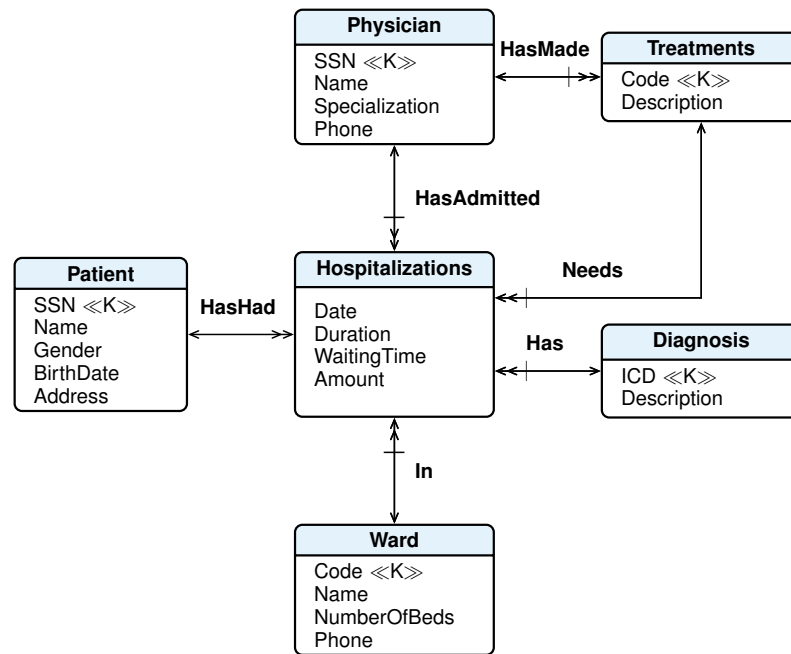 Physician
SSN ≪K≫
Name
Specialization
Phone
HasMade
Treatments
Code ≪K≫
Description
HasAdmitted
Patient
SSN ≪K≫
Name
Gender
BirthDate
Address
HasHad
Hospitalizations
Date
Duration
WaitingTime
Amount
Needs
Has
Diagnosis
ICD ≪K≫
Description
In
Ward
Code ≪K≫
Name
NumberOfBeds
Phone